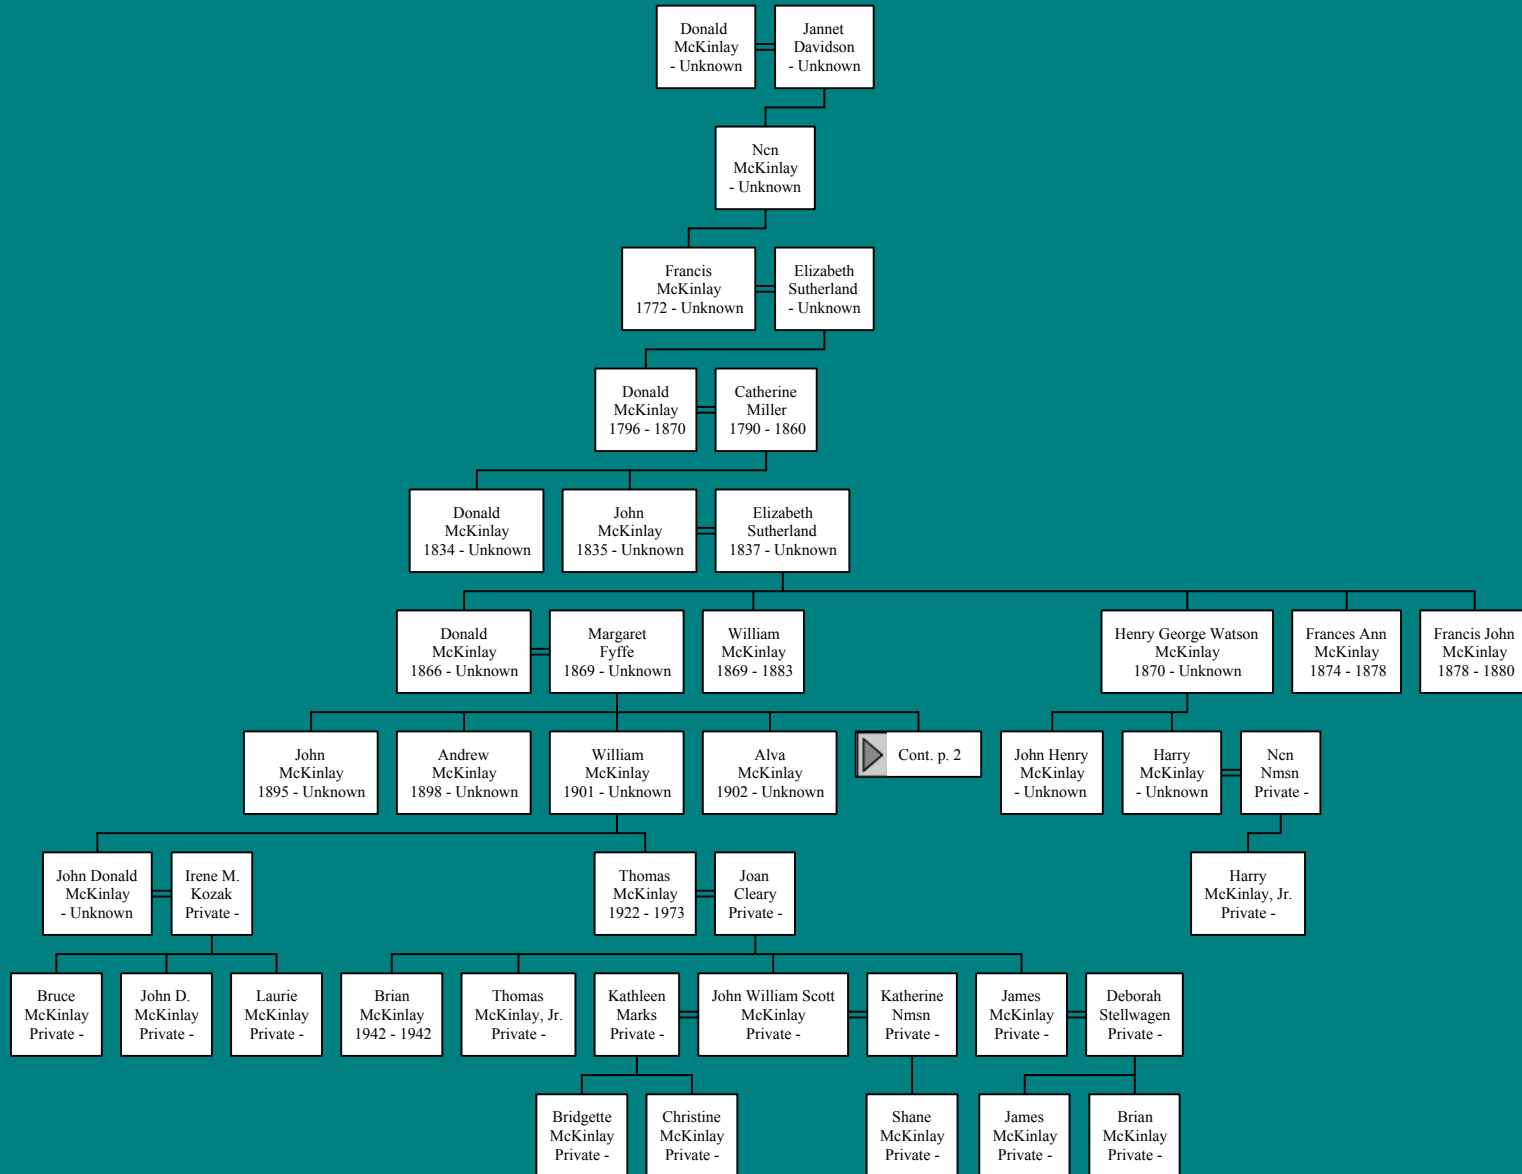 Donald
McKinlay
- Unknown
Jannet
Davidson
- Unknown
Ncn
McKinlay
- Unknown
Francis
McKinlay
1772 - Unknown
Elizabeth
Sutherland
- Unknown
Donald
McKinlay
1796 - 1870
Catherine
Miller
1790 - 1860
Donald
McKinlay
1834 - Unknown
John
McKinlay
1835 - Unknown
Elizabeth
Sutherland
1837 - Unknown
Donald
McKinlay
1866 - Unknown
Margaret
Fyffe
1869 - Unknown
William
McKinlay
1869 - 1883
Henry George Watson
McKinlay
1870 - Unknown
Frances Ann
McKinlay
1874 - 1878
Francis John
McKinlay
1878 - 1880
John
McKinlay
1895 - Unknown
Andrew
McKinlay
1898 - Unknown
William
McKinlay
1901 - Unknown
Alva
McKinlay
1902 - Unknown
Cont. p. 2
John Henry
McKinlay
- Unknown
Harry
McKinlay
- Unknown
Ncn
Nmsn
Private -
John Donald
McKinlay
- Unknown
Irene M.
Kozak
Private -
Thomas
McKinlay
1922 - 1973
Joan
Cleary
Private -
Harry
McKinlay, Jr.
Private -
Bruce
McKinlay
Private -
John D.
McKinlay
Private -
Laurie
McKinlay
Private -
Brian
McKinlay
1942 - 1942
Thomas
McKinlay, Jr.
Private -
Kathleen
Marks
Private -
John William Scott
McKinlay
Private -
Katherine
Nmsn
Private -
James
McKinlay
Private -
Deborah
Stellwagen
Private -
Bridgette
McKinlay
Private -
Christine
McKinlay
Private -
Shane
McKinlay
Private -
James
McKinlay
Private -
Brian
McKinlay
Private -